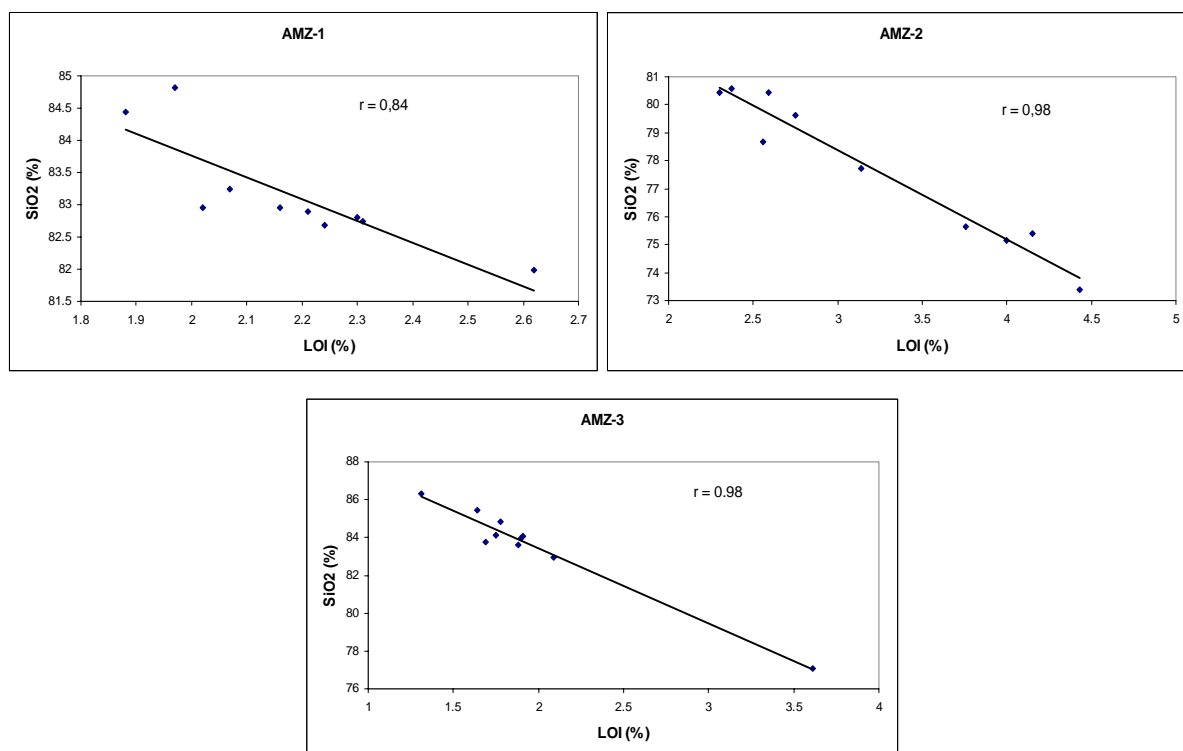 AMZ-1
r = 0,84
85
84.5
84
83.5
83
82.5
82
81.5
SiO2 (%)
1.8 1.9 2 2.1 2.2 2.3 2.4 2.5 2.6 2.7
LOI (%)
AMZ-2
r = 0,98
81
80
79
78
77
76
75
74
73
SiO2 (%)
2 2.5 3 3.5 4 4.5 5
LOI (%)
AMZ-3
r = 0.98
88
86
84
82
80
78
76
SiO2 (%)
1 1.5 2 2.5 3 3.5 4
LOI (%)